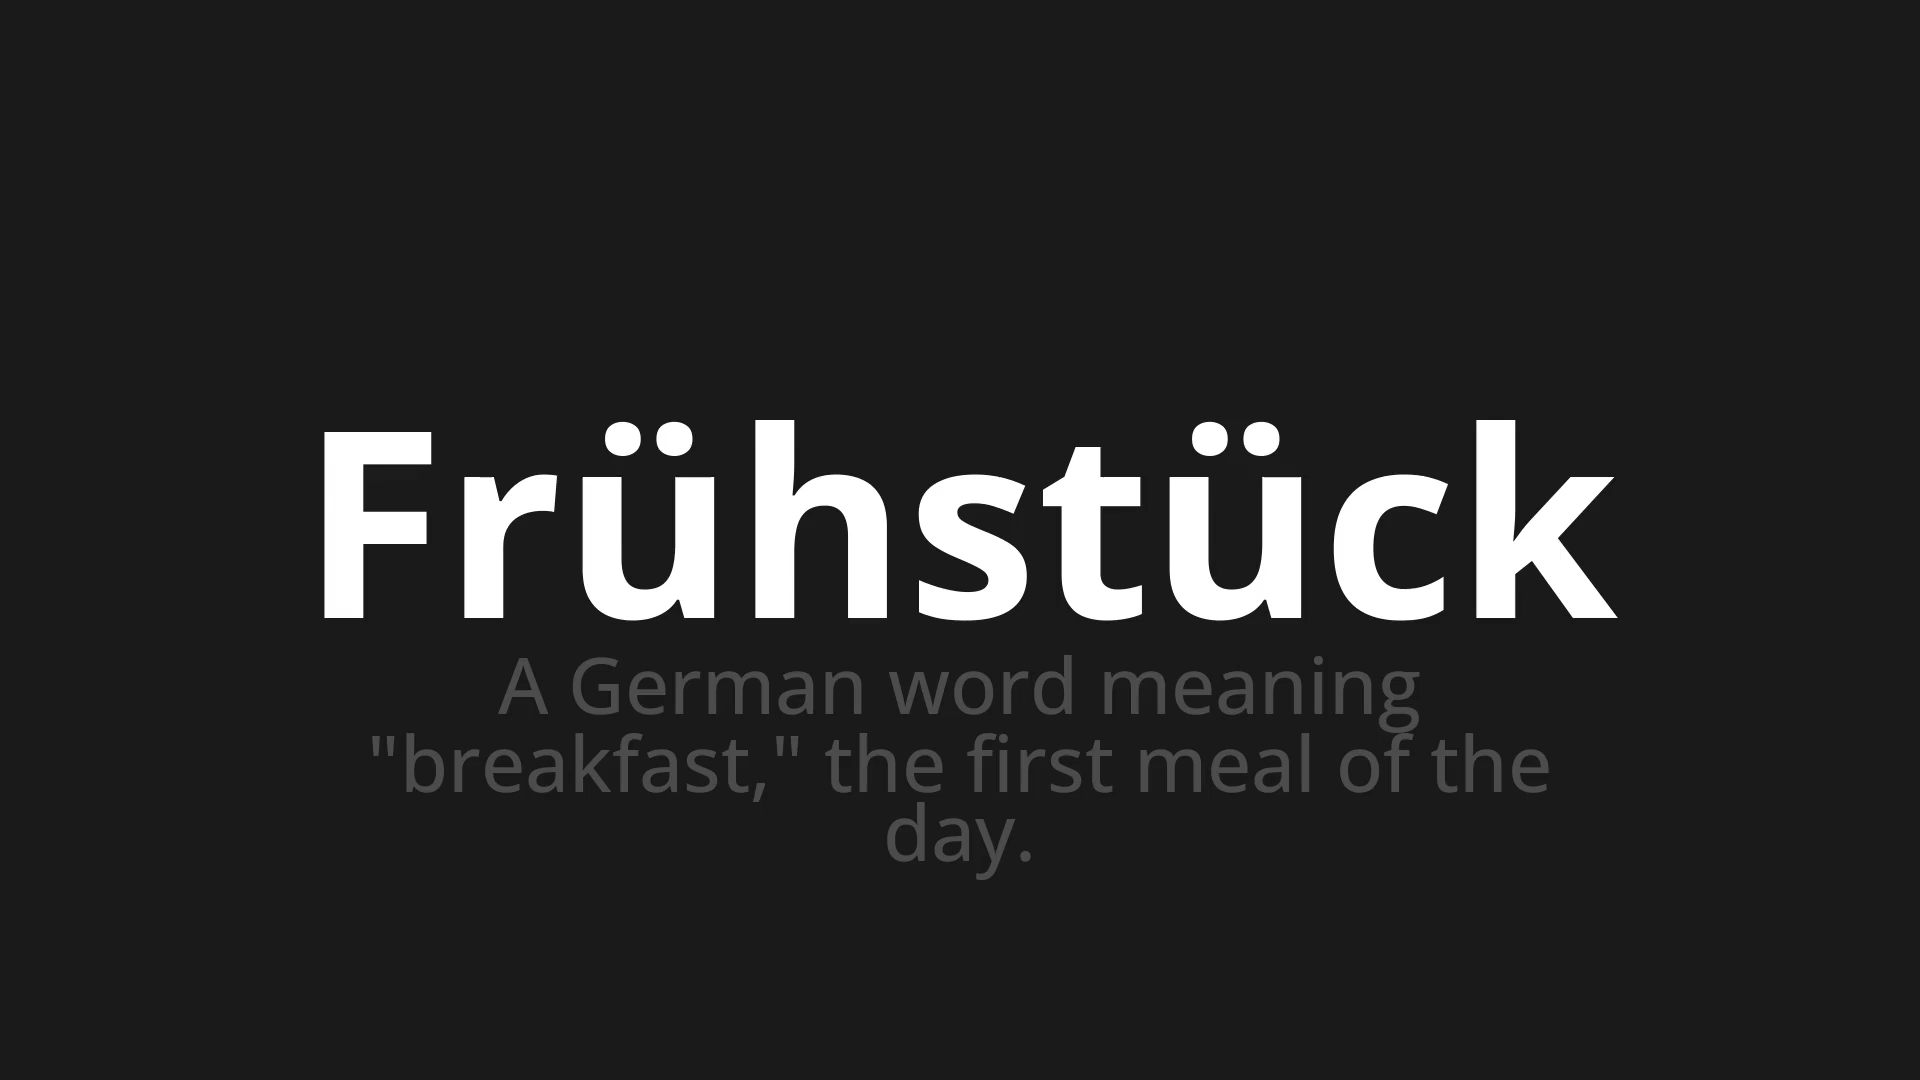 Frühstück
A German word meaning
"breakfast," the first meal of the
day.